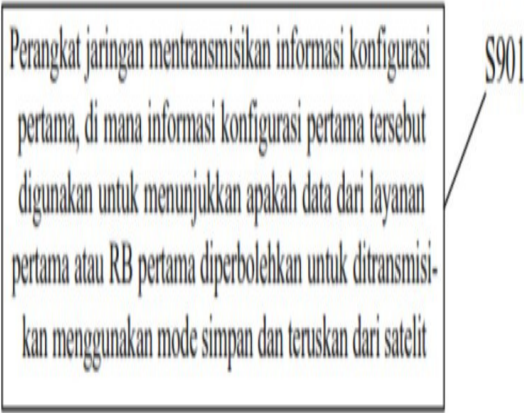 Perangkat jaringan mentransmisikan informasi konfigurasi
pertama, di mana informasi konfigurasi pertama tersebut
digunakan untuk menunjukkan apakah data dari layanan
pertama atau RB pertama diperbolehkan untuk ditransmisi-
kan menggunakan mode simpan dan teruskan dari satelit
S901